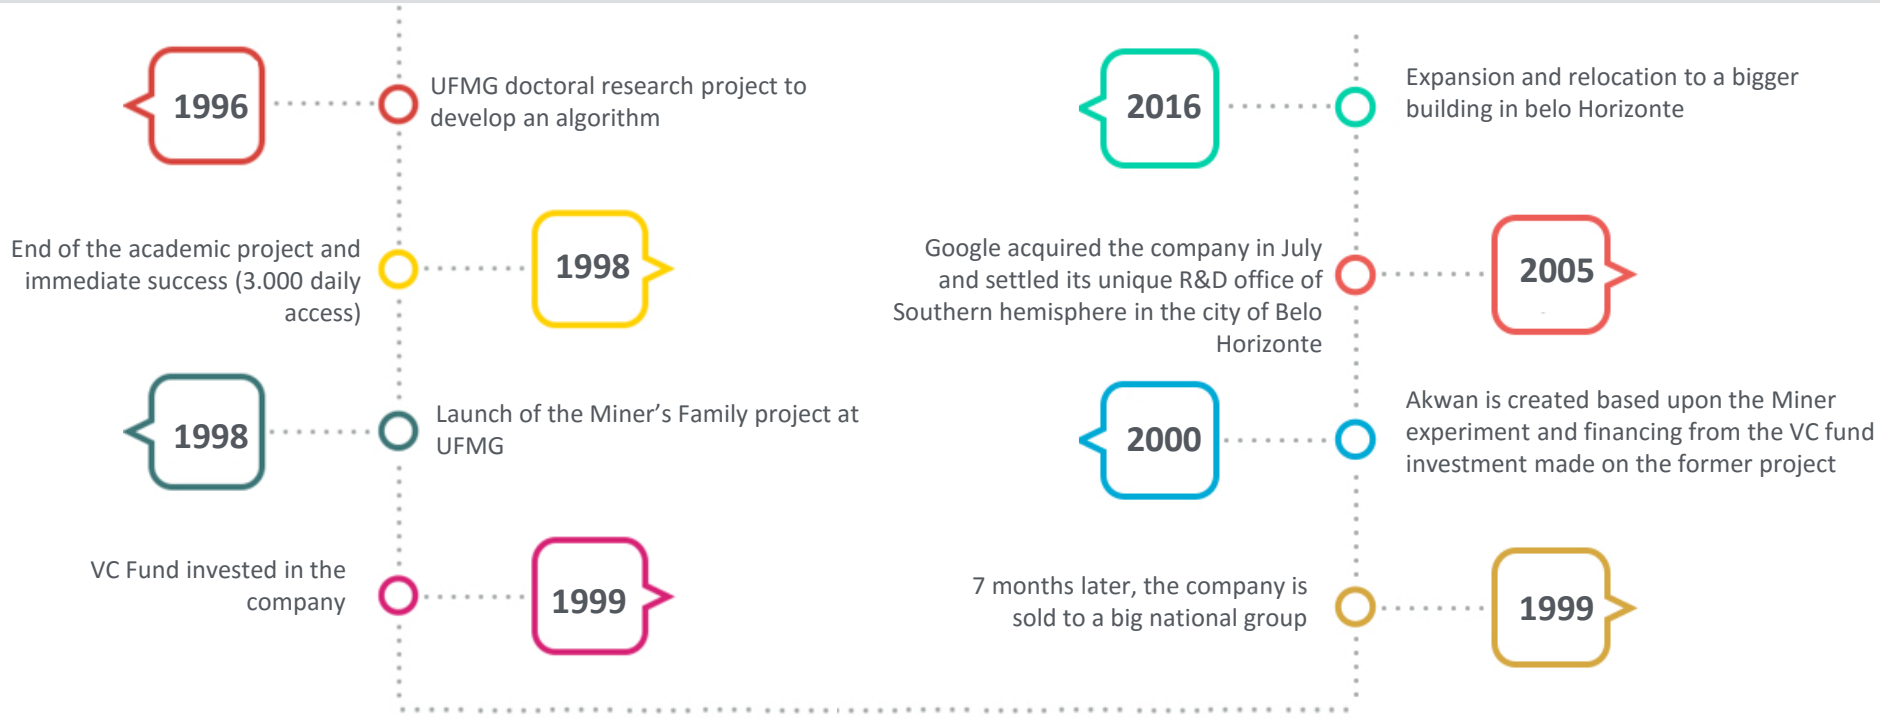 1996
UFMG doctoral research project to
develop an algorithm
End of the academic project and
immediate success (3.000 daily
access)
1998
1998
Launch of the Miner’s Family project at
UFMG
VC Fund invested in the
company
1999
2016
Expansion and relocation to a bigger
building in belo Horizonte
Google acquired the company in July
and settled its unique R&D office of
Southern hemisphere in the city of Belo
Horizonte
2005
2000
Akwan is created based upon the Miner
experiment and financing from the VC fund
investment made on the former project
7 months later, the company is
sold to a big national group
1999